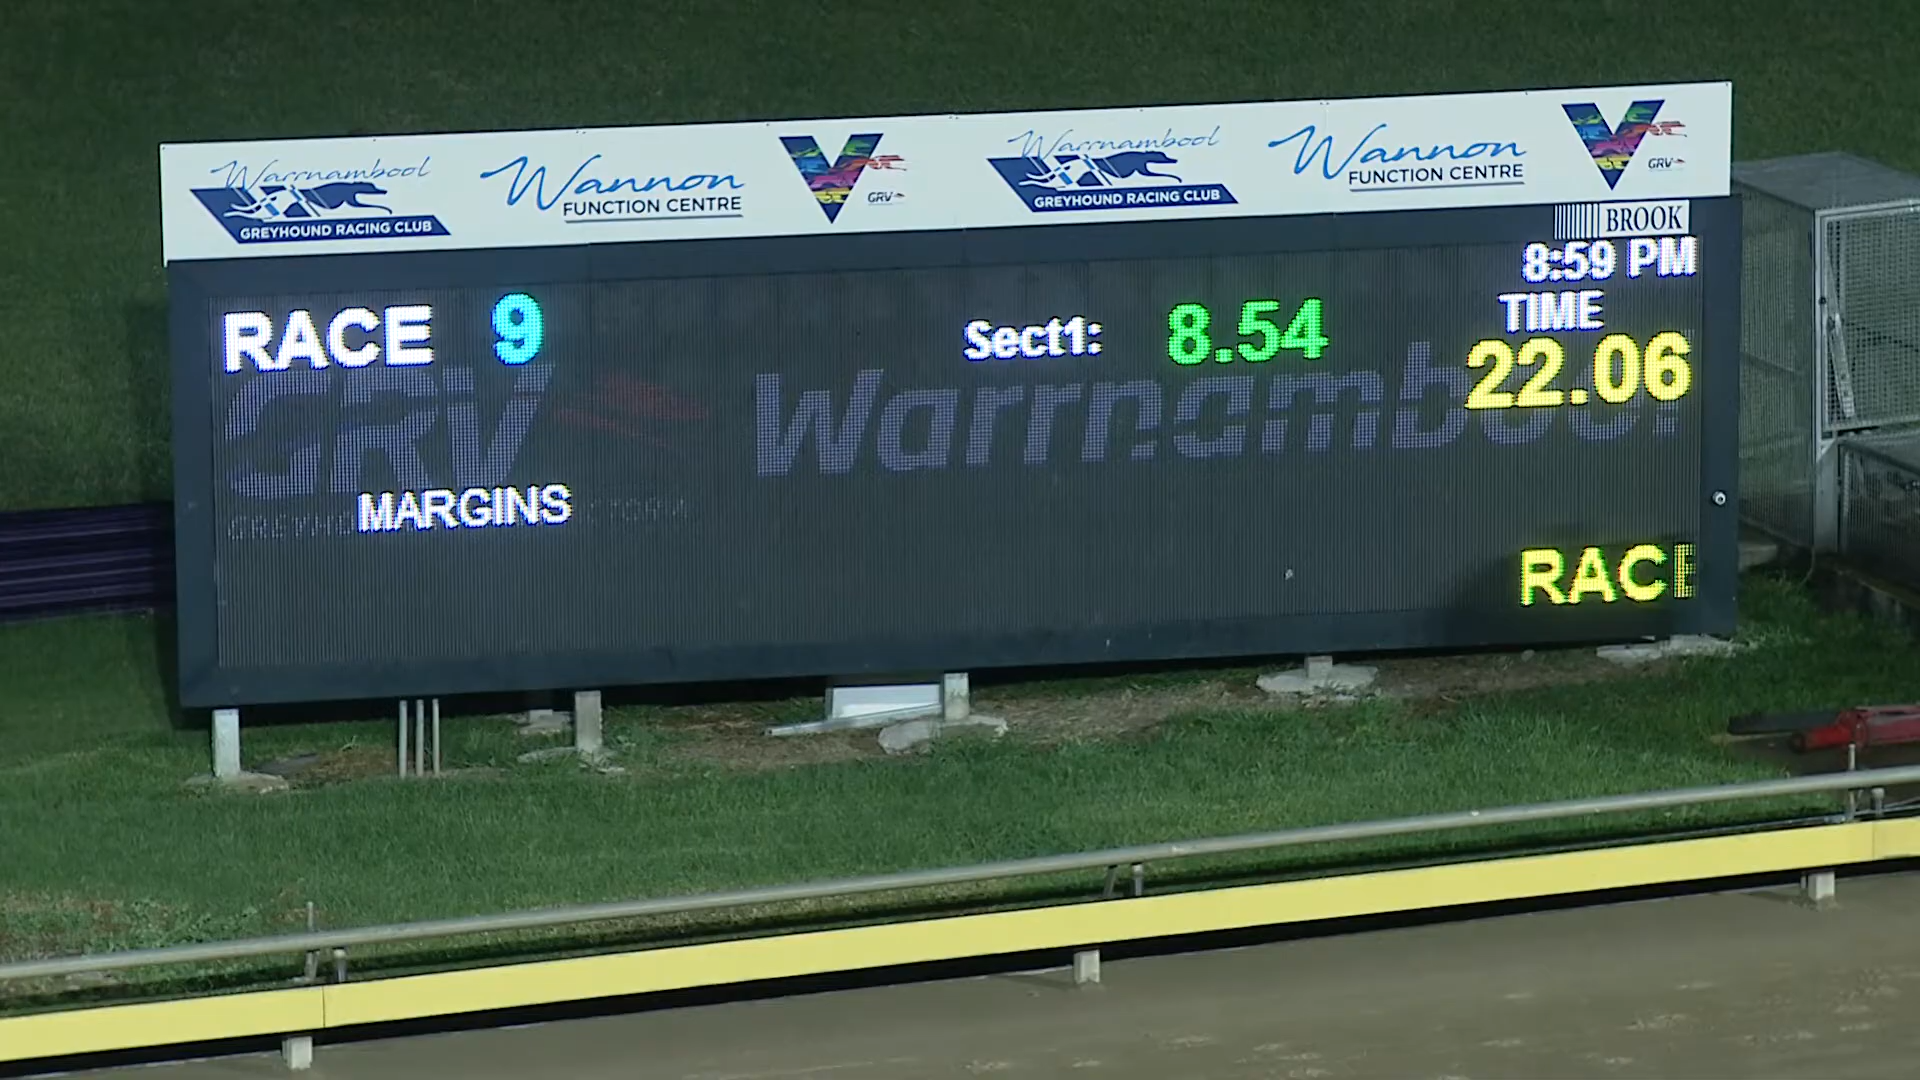 Warrnambool
GREYHOUND RACING CLUB
Wannon
FUNCTION CENTRE
V
GRV
Warrnambool
GREYHOUND RACING CLUB
Wannon
FUNCTION CENTRE
V
GRV
BROOK
8:59 PM
RACE 9
Sect1: 8.54
TIME
22.06
GRV
Warrnambool
MARGINS
RACE